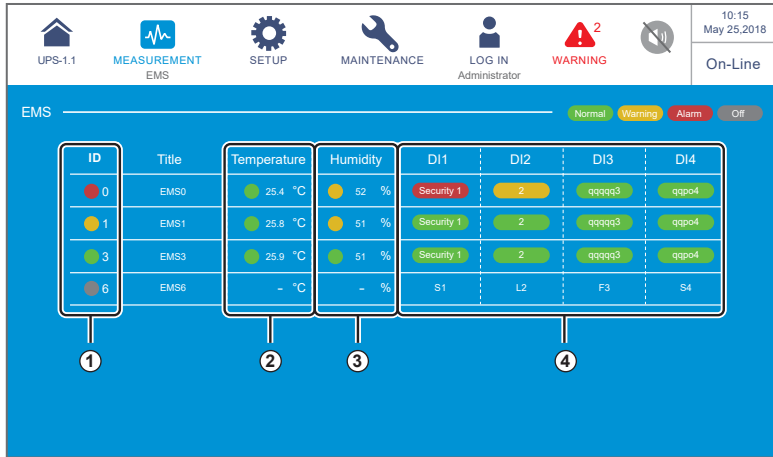 UPS-1.1
MEASUREMENT
EMS
SETUP
MAINTENANCE
LOG IN
Administrator
2
WARNING
10:15
May 25,2018
On-Line
EMS
Normal Warning Alarm Off
ID Title Temperature Humidity DI1 DI2 DI3 DI4
0 EMS0 25.4 °C 52 % Security 1 2 qqqqq3 qqpo4
1 EMS1 25.8 °C 51 % Security 1 2 qqqqq3 qqpo4
3 EMS3 25.9 °C 51 % Security 1 2 qqqqq3 qqpo4
6 EMS6 – °C – % S1 L2 F3 S4
1 2 3 4